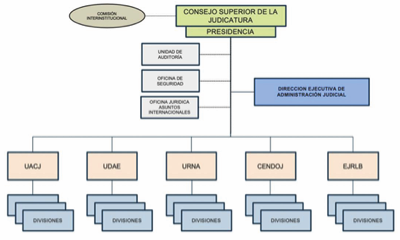 COMISIÓN
INTERINSTITUCIONAL
CONSEJO SUPERIOR DE LA
JUDICATURA
PRESIDENCIA
UNIDAD DE
AUDITORÍA
OFICINA DE
SEGURIDAD
OFICINA JURIDICA
ASUNTOS
INTERNACIONALES
DIRECCION EJECUTIVA DE
ADMINISTRACIÓN JUDICIAL
UACJ
UDAE
URNA
CENDOJ
EJRLB
DIVISIONES
DIVISIONES
DIVISIONES
DIVISIONES
DIVISIONES